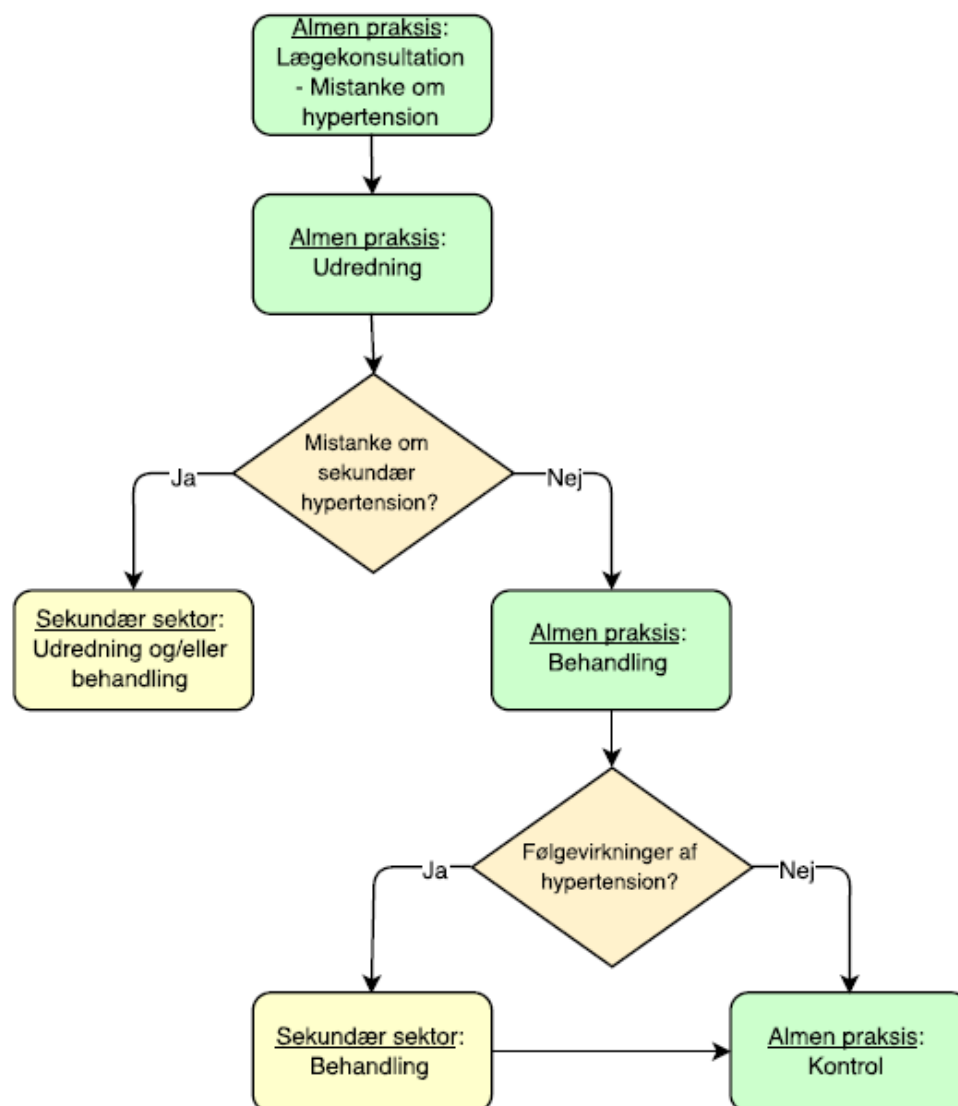 Almen praksis:
Lægekonsultation
- Mistanke om
hypertension
Almen praksis:
Udredning
Mistanke om
sekundær
hypertension?
Ja
Nej
Sekundær sektor:
Udredning og/eller
behandling
Almen praksis:
Behandling
Følgevirkninger af
hypertension?
Ja
Nej
Sekundær sektor:
Behandling
Almen praksis:
Kontrol